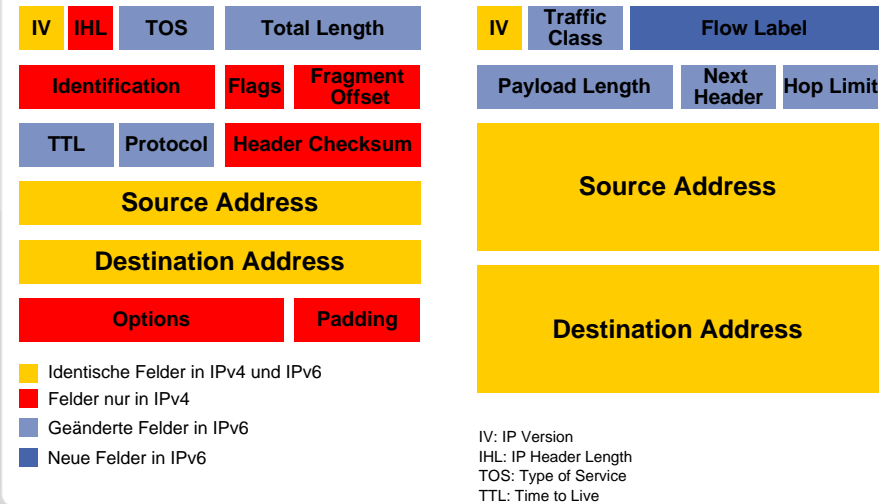 IV IHL TOS Total Length
Identification Flags Fragment
Offset
TTL Protocol Header Checksum
Source Address
Destination Address
Options Padding
Identische Felder in IPv4 und IPv6
Felder nur in IPv4
Geänderte Felder in IPv6
Neue Felder in IPv6
IV Traffic
Class Flow Label
Payload Length Next
Header Hop Limit
Source Address
Destination Address
IV: IP Version
IHL: IP Header Length
TOS: Type of Service
TTL: Time to Live